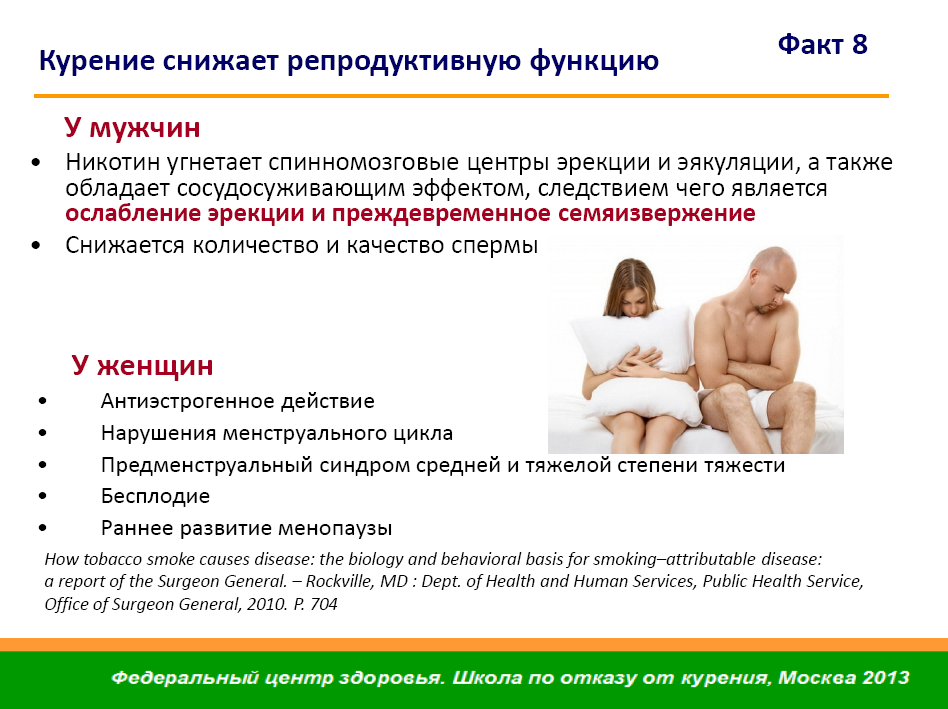 Факт 8
Курение снижает репродуктивную функцию
У мужчин
• Никотин угнетает спинномозговые центры эрекции и эякуляции, а также
обладает сосудосуживающим эффектом, следствием чего является
ослабление эрекции и преждевременное семяизвержение
• Снижается количество и качество спермы
У женщин
• Антиэстрогенное действие
• Нарушения менструального цикла
• Предменструальный синдром средней и тяжелой степени тяжести
• Бесплодие
• Раннее развитие менопаузы
How tobacco smoke causes disease: the biology and behavioral basis for smoking–attributable disease:
a report of the Surgeon General. – Rockville, MD : Dept. of Health and Human Services, Public Health Service,
Office of Surgeon General, 2010. P. 704
Федеральный центр здоровья. Школа по отказу от курения, Москва 2013